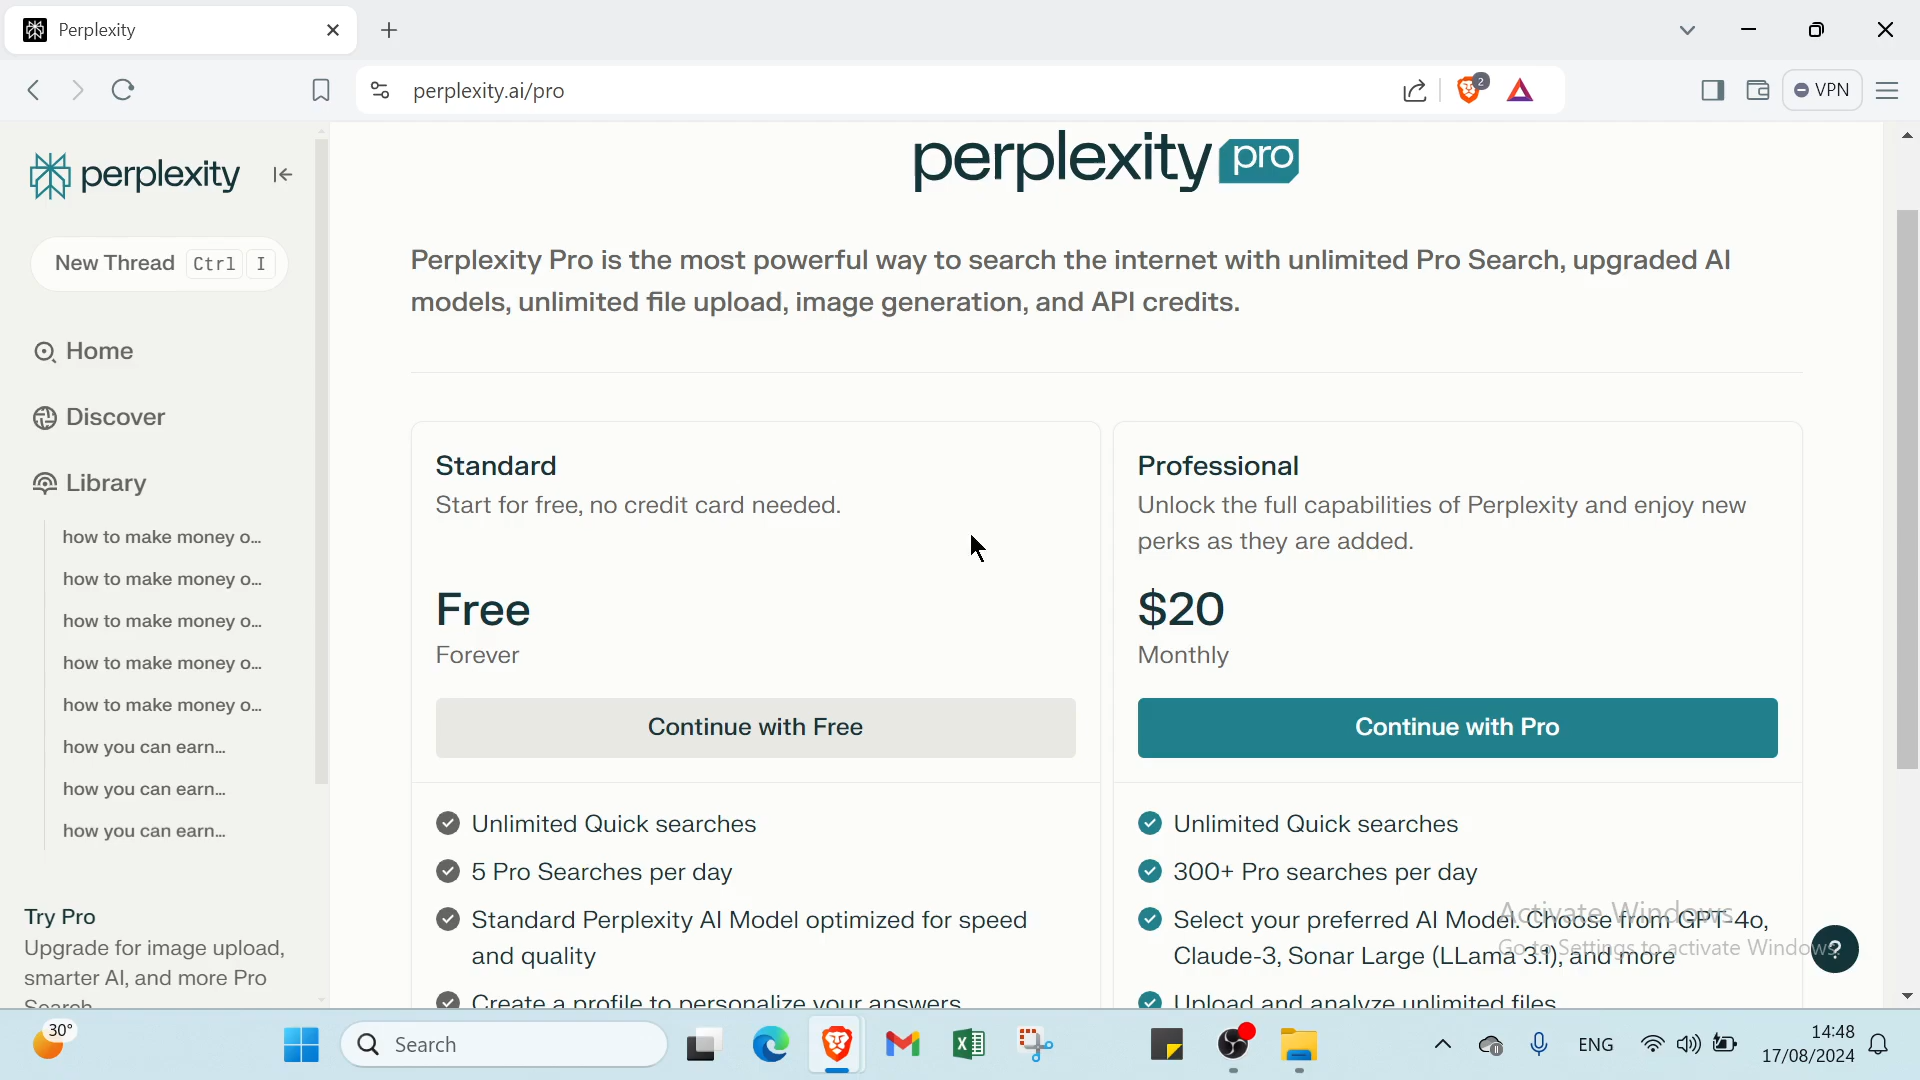 Perplexity
perplexity.ai/pro
2
VPN
perplexity
New Thread Ctrl I
Home
Discover
Library
how to make money o...
how to make money o...
how to make money o...
how to make money o...
how to make money o...
how you can earn...
how you can earn...
how you can earn...
Try Pro
Upgrade for image upload,
smarter AI, and more Pro
Search
perplexity pro
Perplexity Pro is the most powerful way to search the internet with unlimited Pro Search, upgraded AI
models, unlimited file upload, image generation, and API credits.
Standard
Start for free, no credit card needed.
Free
Forever
Continue with Free
Unlimited Quick searches
5 Pro Searches per day
Standard Perplexity AI Model optimized for speed
and quality
Create a profile to personalize your answers
Professional
Unlock the full capabilities of Perplexity and enjoy new
perks as they are added.
$20
Monthly
Continue with Pro
Unlimited Quick searches
300+ Pro searches per day
Select your preferred AI Model. Choose from GPT-4o,
Claude-3, Sonar Large (LLama 3.1), and more
Upload and analyze unlimited files
Activate Windows
Go to Settings to activate Windows.
?
30°
Search
ENG
14:48
17/08/2024